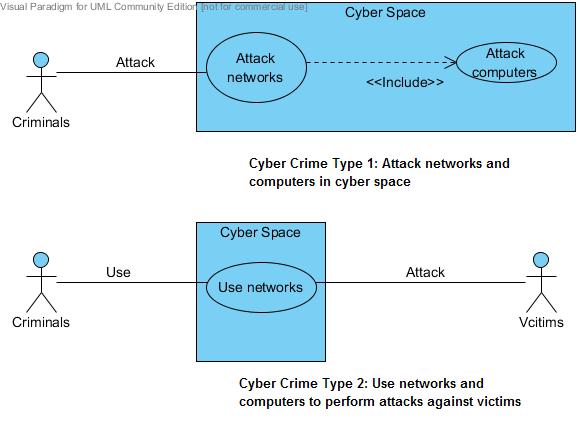 Visual Paradigm for UML Community Edition [not for commercial use]
Cyber Space
Attack
Attack
networks
<<Include>>
Attack
computers
Criminals
Cyber Crime Type 1: Attack networks and
computers in cyber space
Cyber Space
Use
Use networks
Attack
Criminals
Vcitims
Cyber Crime Type 2: Use networks and
computers to perform attacks against victims